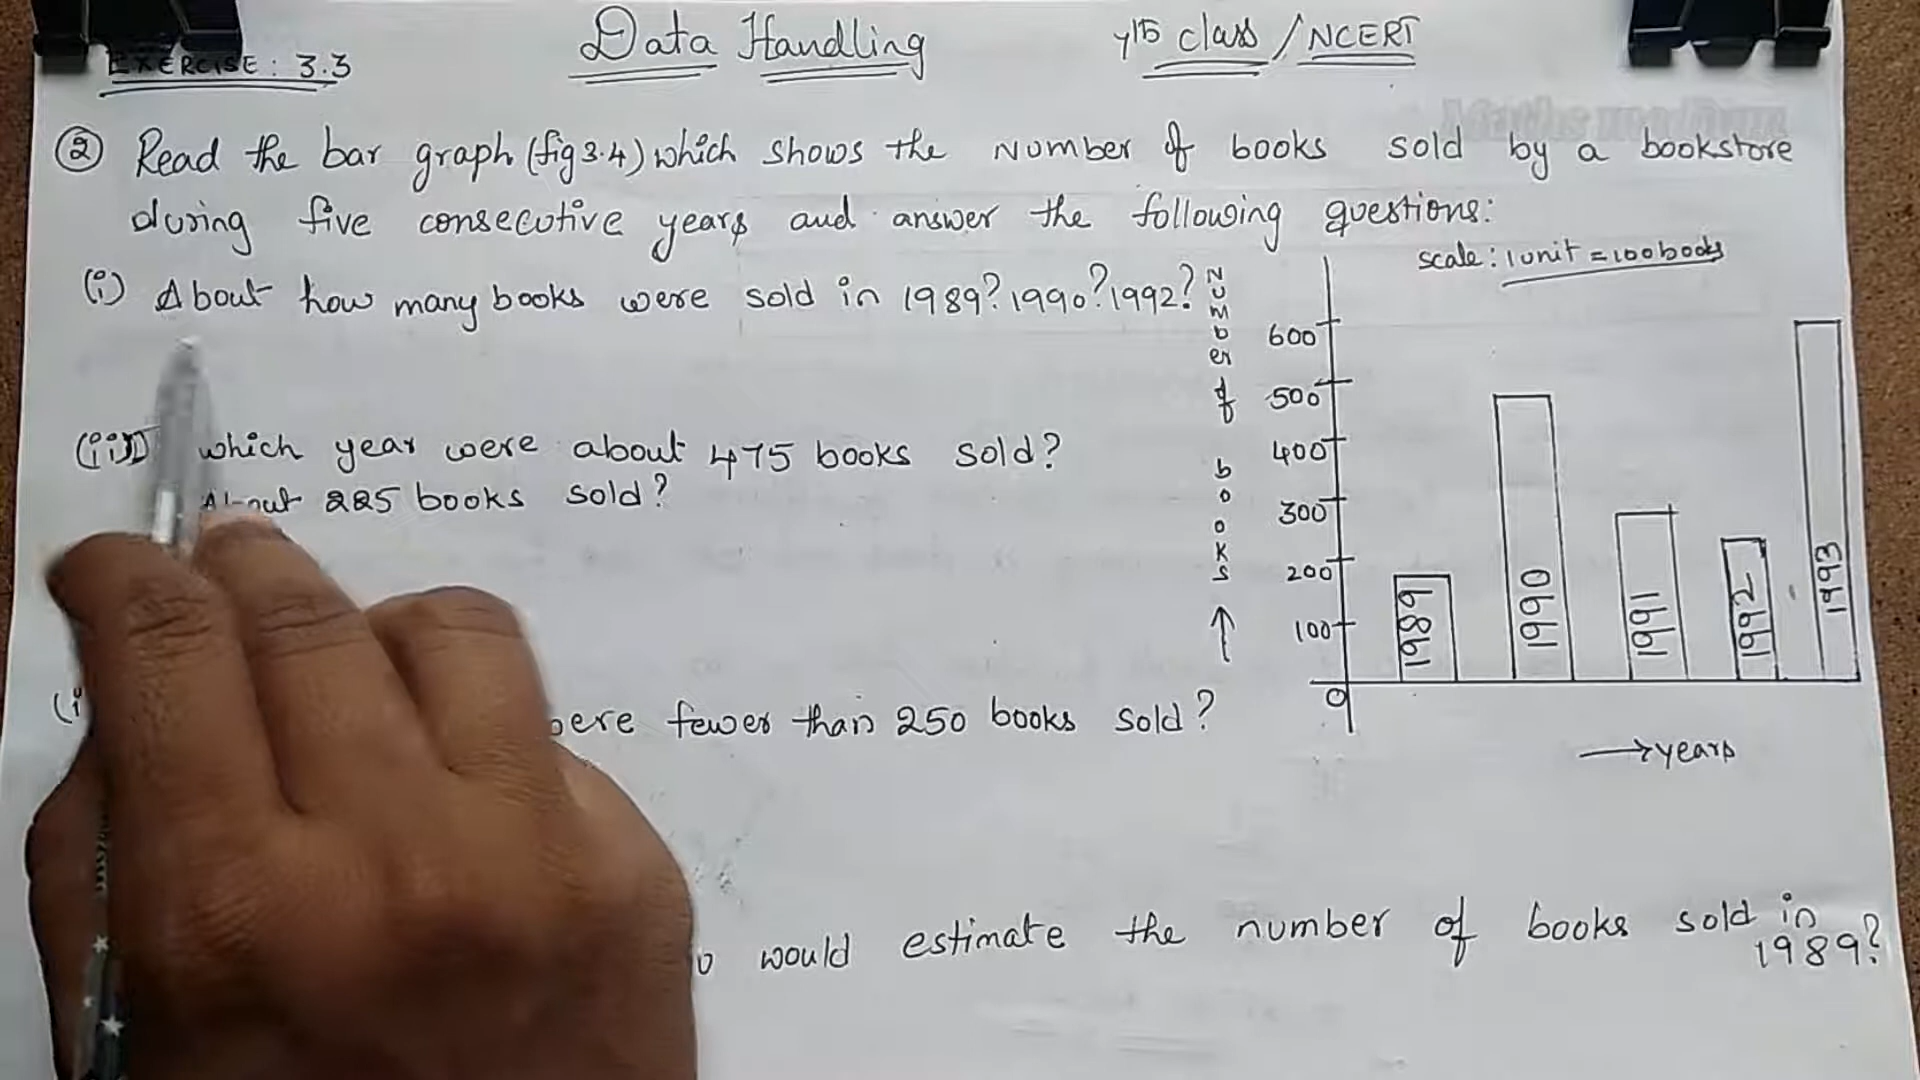 EXERCISE: 3.3
Data Handling
7th class / NCERT
② Read the bar graph (fig 3.4) which shows the Number of books sold by a bookstore
during five consecutive years and answer the following questions:
(i) About how many books were sold in 1989? 1990? 1992?
(ii) which year were about 475 books sold?
About 225 books sold?
were fewer than 250 books sold?
would estimate the number of books sold in
1989?
scale: 1 unit = 100 books
Number of books
600
500
400
300
200
100
0
1989
1990
1991
1992
1993
years